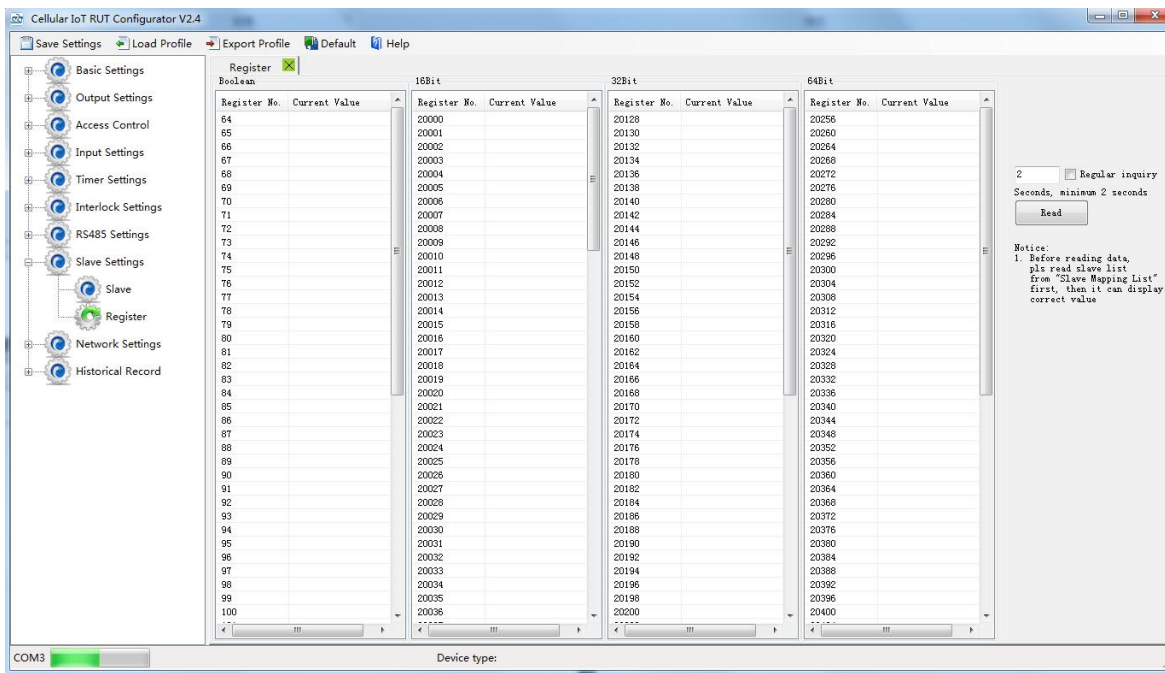 Cellular IoT RUT Configurator V2.4
Save Settings Load Profile Export Profile Default Help
Basic Settings
Output Settings
Access Control
Input Settings
Timer Settings
Interlock Settings
RS485 Settings
Slave Settings
Slave
Register
Network Settings
Historical Record
Register
Boolean 16Bit 32Bit 64Bit
Register No. Current Value Register No. Current Value Register No. Current Value Register No. Current Value
64 20000 20128 20256
65 20001 20130 20260
66 20002 20132 20264
67 20003 20134 20268
68 20004 20136 20272
69 20005 20138 20276
70 20006 20140 20280
71 20007 20142 20284
72 20008 20144 20288
73 20009 20146 20292
74 20010 20148 20296
75 20011 20150 20300
76 20012 20152 20304
77 20013 20154 20308
78 20014 20156 20312
79 20015 20158 20316
80 20016 20160 20320
81 20017 20162 20324
82 20018 20164 20328
83 20019 20166 20332
84 20020 20168 20336
85 20021 20170 20340
86 20022 20172 20344
87 20023 20174 20348
88 20024 20176 20352
89 20025 20178 20356
90 20026 20180 20360
91 20027 20182 20364
92 20028 20184 20368
93 20029 20186 20372
94 20030 20188 20376
95 20031 20190 20380
96 20032 20192 20384
97 20033 20194 20388
98 20034 20196 20392
99 20035 20198 20396
100 20036 20200 20400
2 Regular inquiry
Seconds, minimum 2 seconds
Read
Notice:
1. Before reading data,
pls read slave list
from "Slave Mapping List"
first, then it can display
correct value
COM3 Device type: